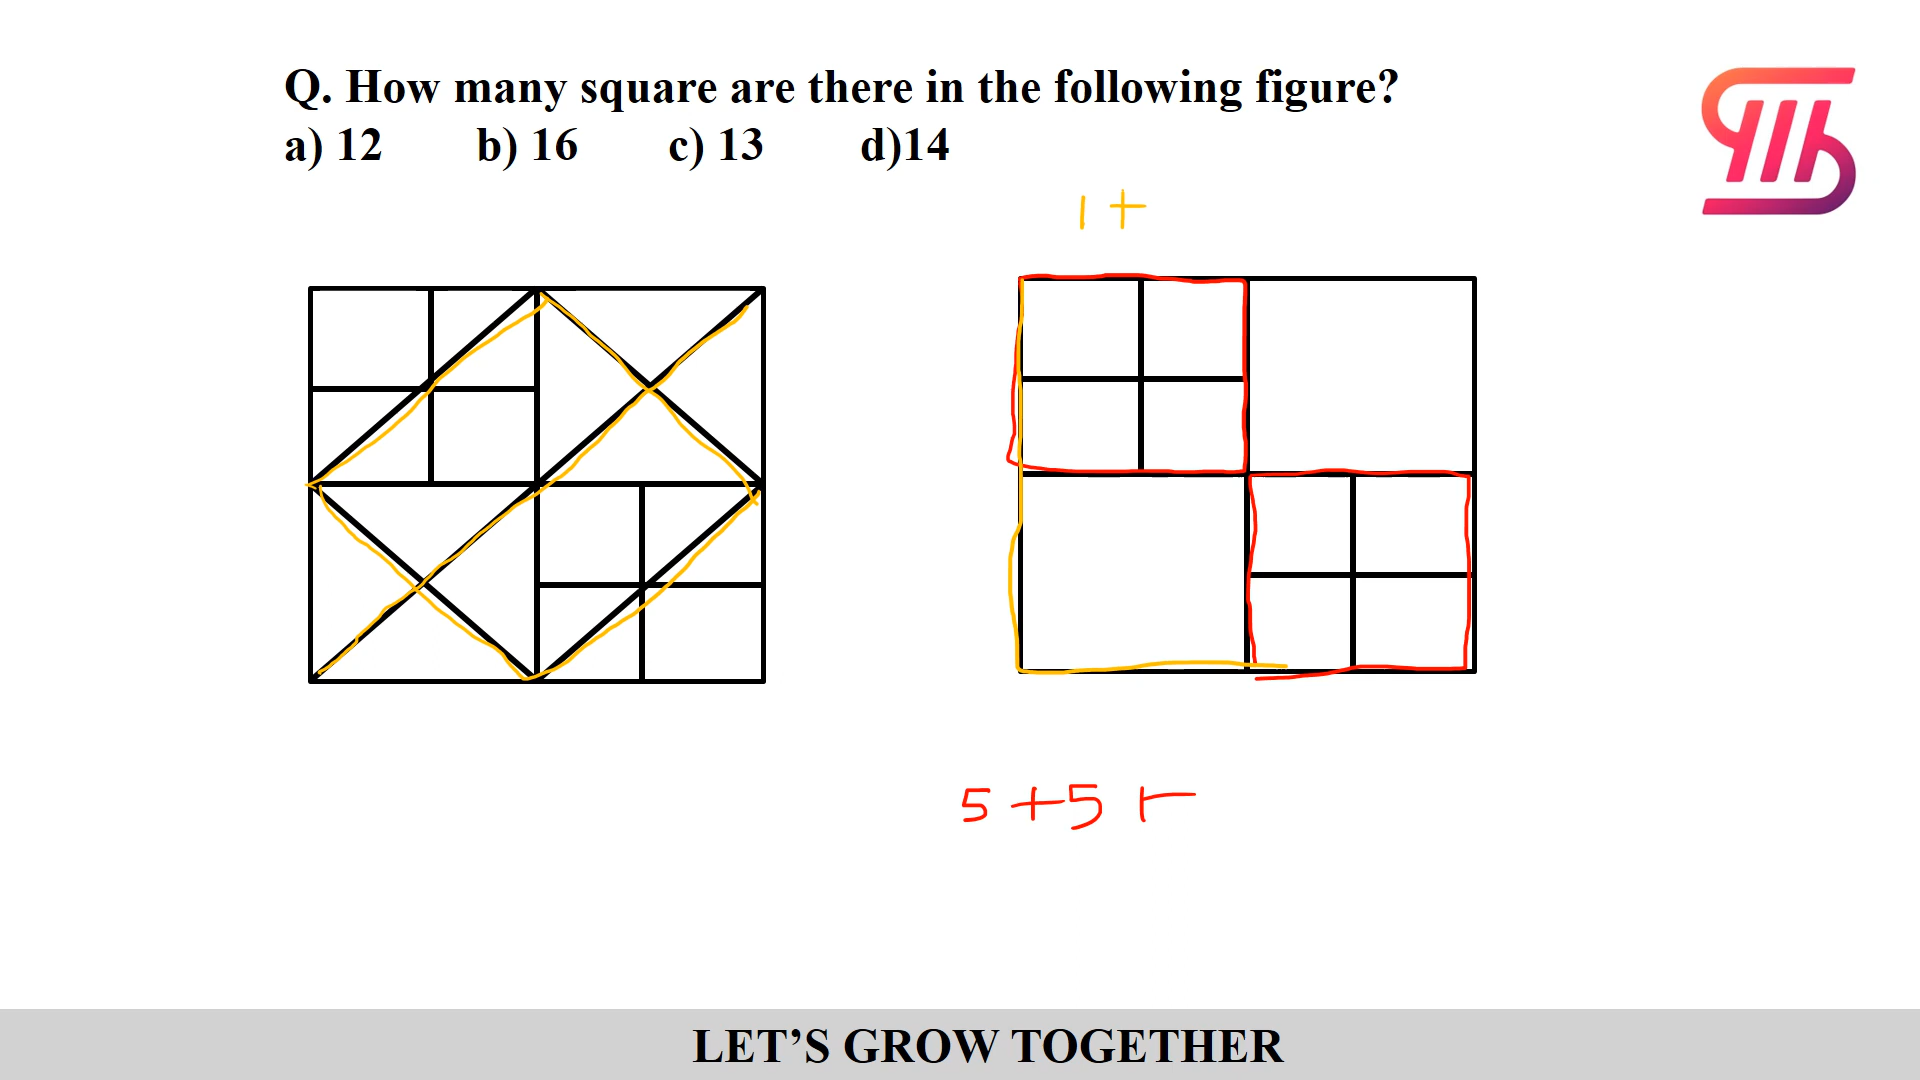 Q. How many square are there in the following figure?
a) 12 b) 16 c) 13 d)14
1 +
5 + 5 +
LET’S GROW TOGETHER